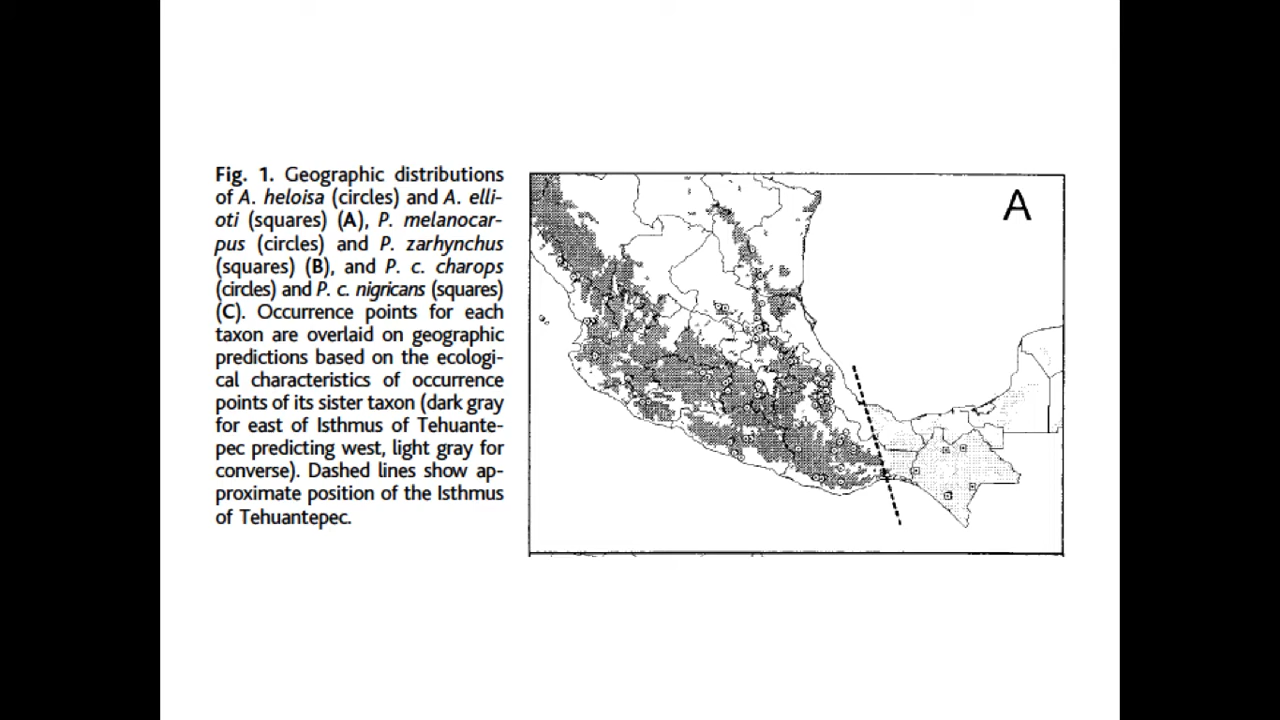 Fig. 1. Geographic distributions
of A. heloisa (circles) and A. elli-
oti (squares) (A), P. melanocar-
pus (circles) and P. zarhynchus
(squares) (B), and P. c. charops
(circles) and P. c. nigricans (squares)
(C). Occurrence points for each
taxon are overlaid on geographic
predictions based on the ecologi-
cal characteristics of occurrence
points of its sister taxon (dark gray
for east of Isthmus of Tehuante-
pec predicting west, light gray for
converse). Dashed lines show ap-
proximate position of the Isthmus
of Tehuantepec.
A